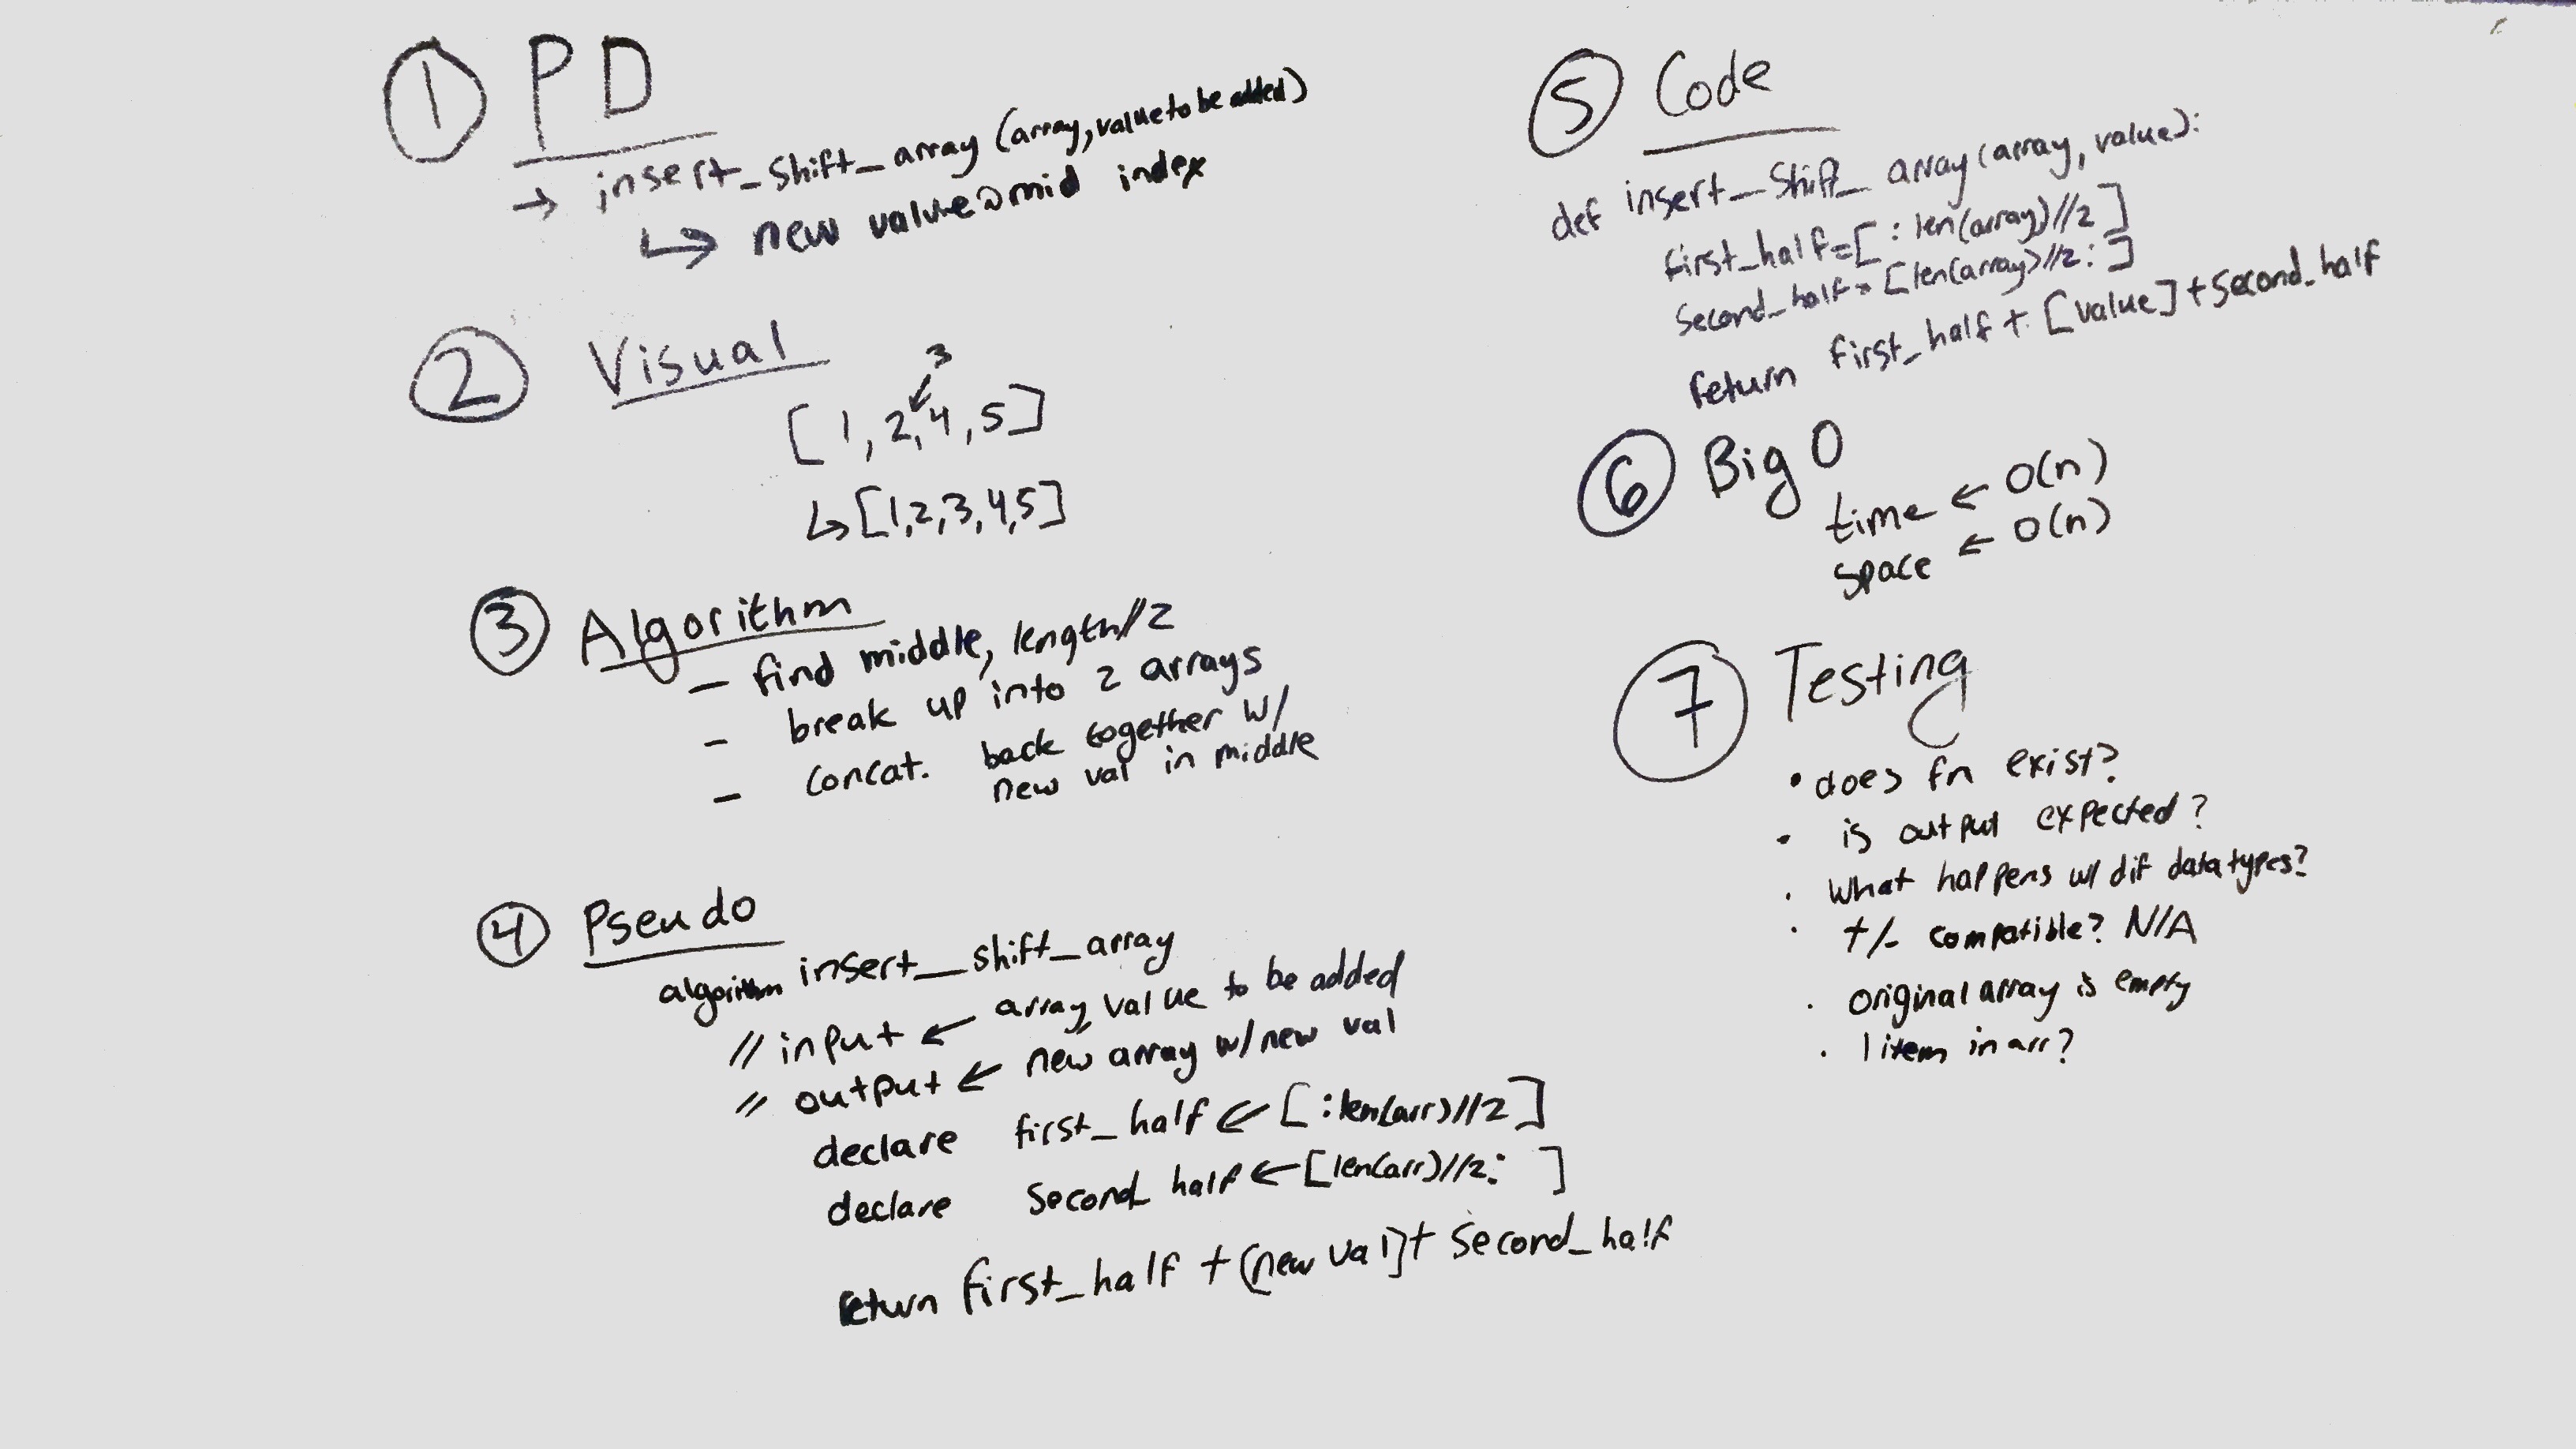 ① PD
→ insert_shift_array (array, value to be added)
↳ new value @ mid index
② Visual
3
[1, 2, 4, 5]
↳ [1,2,3,4,5]
③ Algorithm
- find middle, length//2
- break up into 2 arrays
- concat. back together w/
new val in middle
④ Pseudo
algorithm insert_shift_array
// input ← array, value to be added
// output ← new array w/ new val
declare first_half ← [:len(arr)//2]
declare second_half ← [len(arr)//2: ]
return first_half + [new val] + second_half
⑤ Code
def insert_shift_array(array, value):
first_half = [: len(array)//2]
second_half = [len(array)//2:]
return first_half + [value] + second_half
⑥ Big O
time ← O(n)
space ← O(n)
⑦ Testing
• does fn exist?
• is output expected?
• what happens w/ dif datatypes?
• +/- compatible? N/A
• original array is empty
• 1 item in arr?